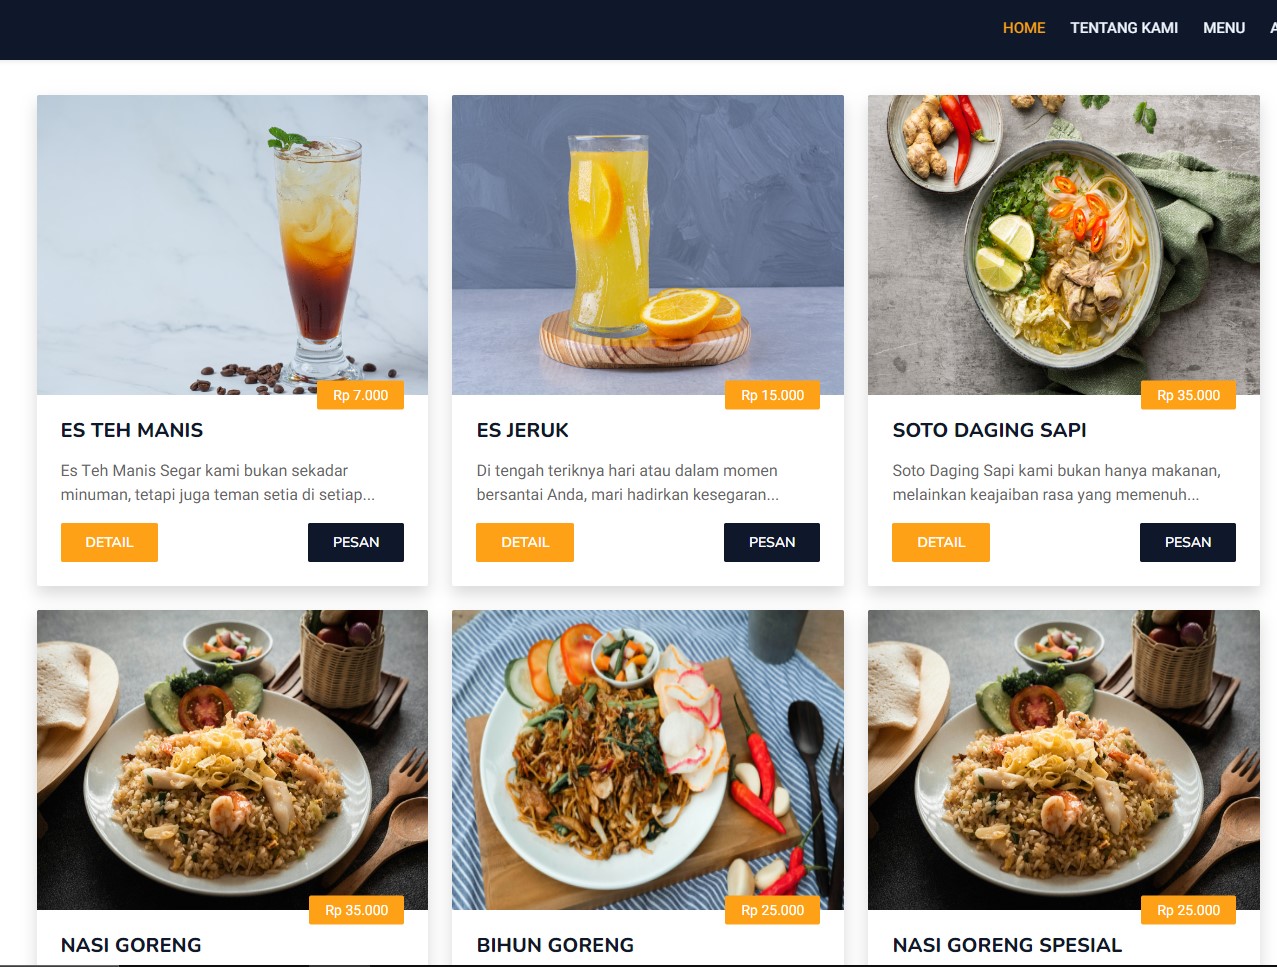 HOME TENTANG KAMI MENU
Rp 7.000
ES TEH MANIS
Es Teh Manis Segar kami bukan sekadar
minuman, tetapi juga teman setia di setiap...
DETAIL PESAN
Rp 15.000
ES JERUK
Di tengah teriknya hari atau dalam momen
bersantai Anda, mari hadirkan kesegaran...
DETAIL PESAN
Rp 35.000
SOTO DAGING SAPI
Soto Daging Sapi kami bukan hanya makanan,
melainkan keajaiban rasa yang memenuh...
DETAIL PESAN
Rp 35.000
NASI GORENG
Rp 25.000
BIHUN GORENG
Rp 25.000
NASI GORENG SPESIAL